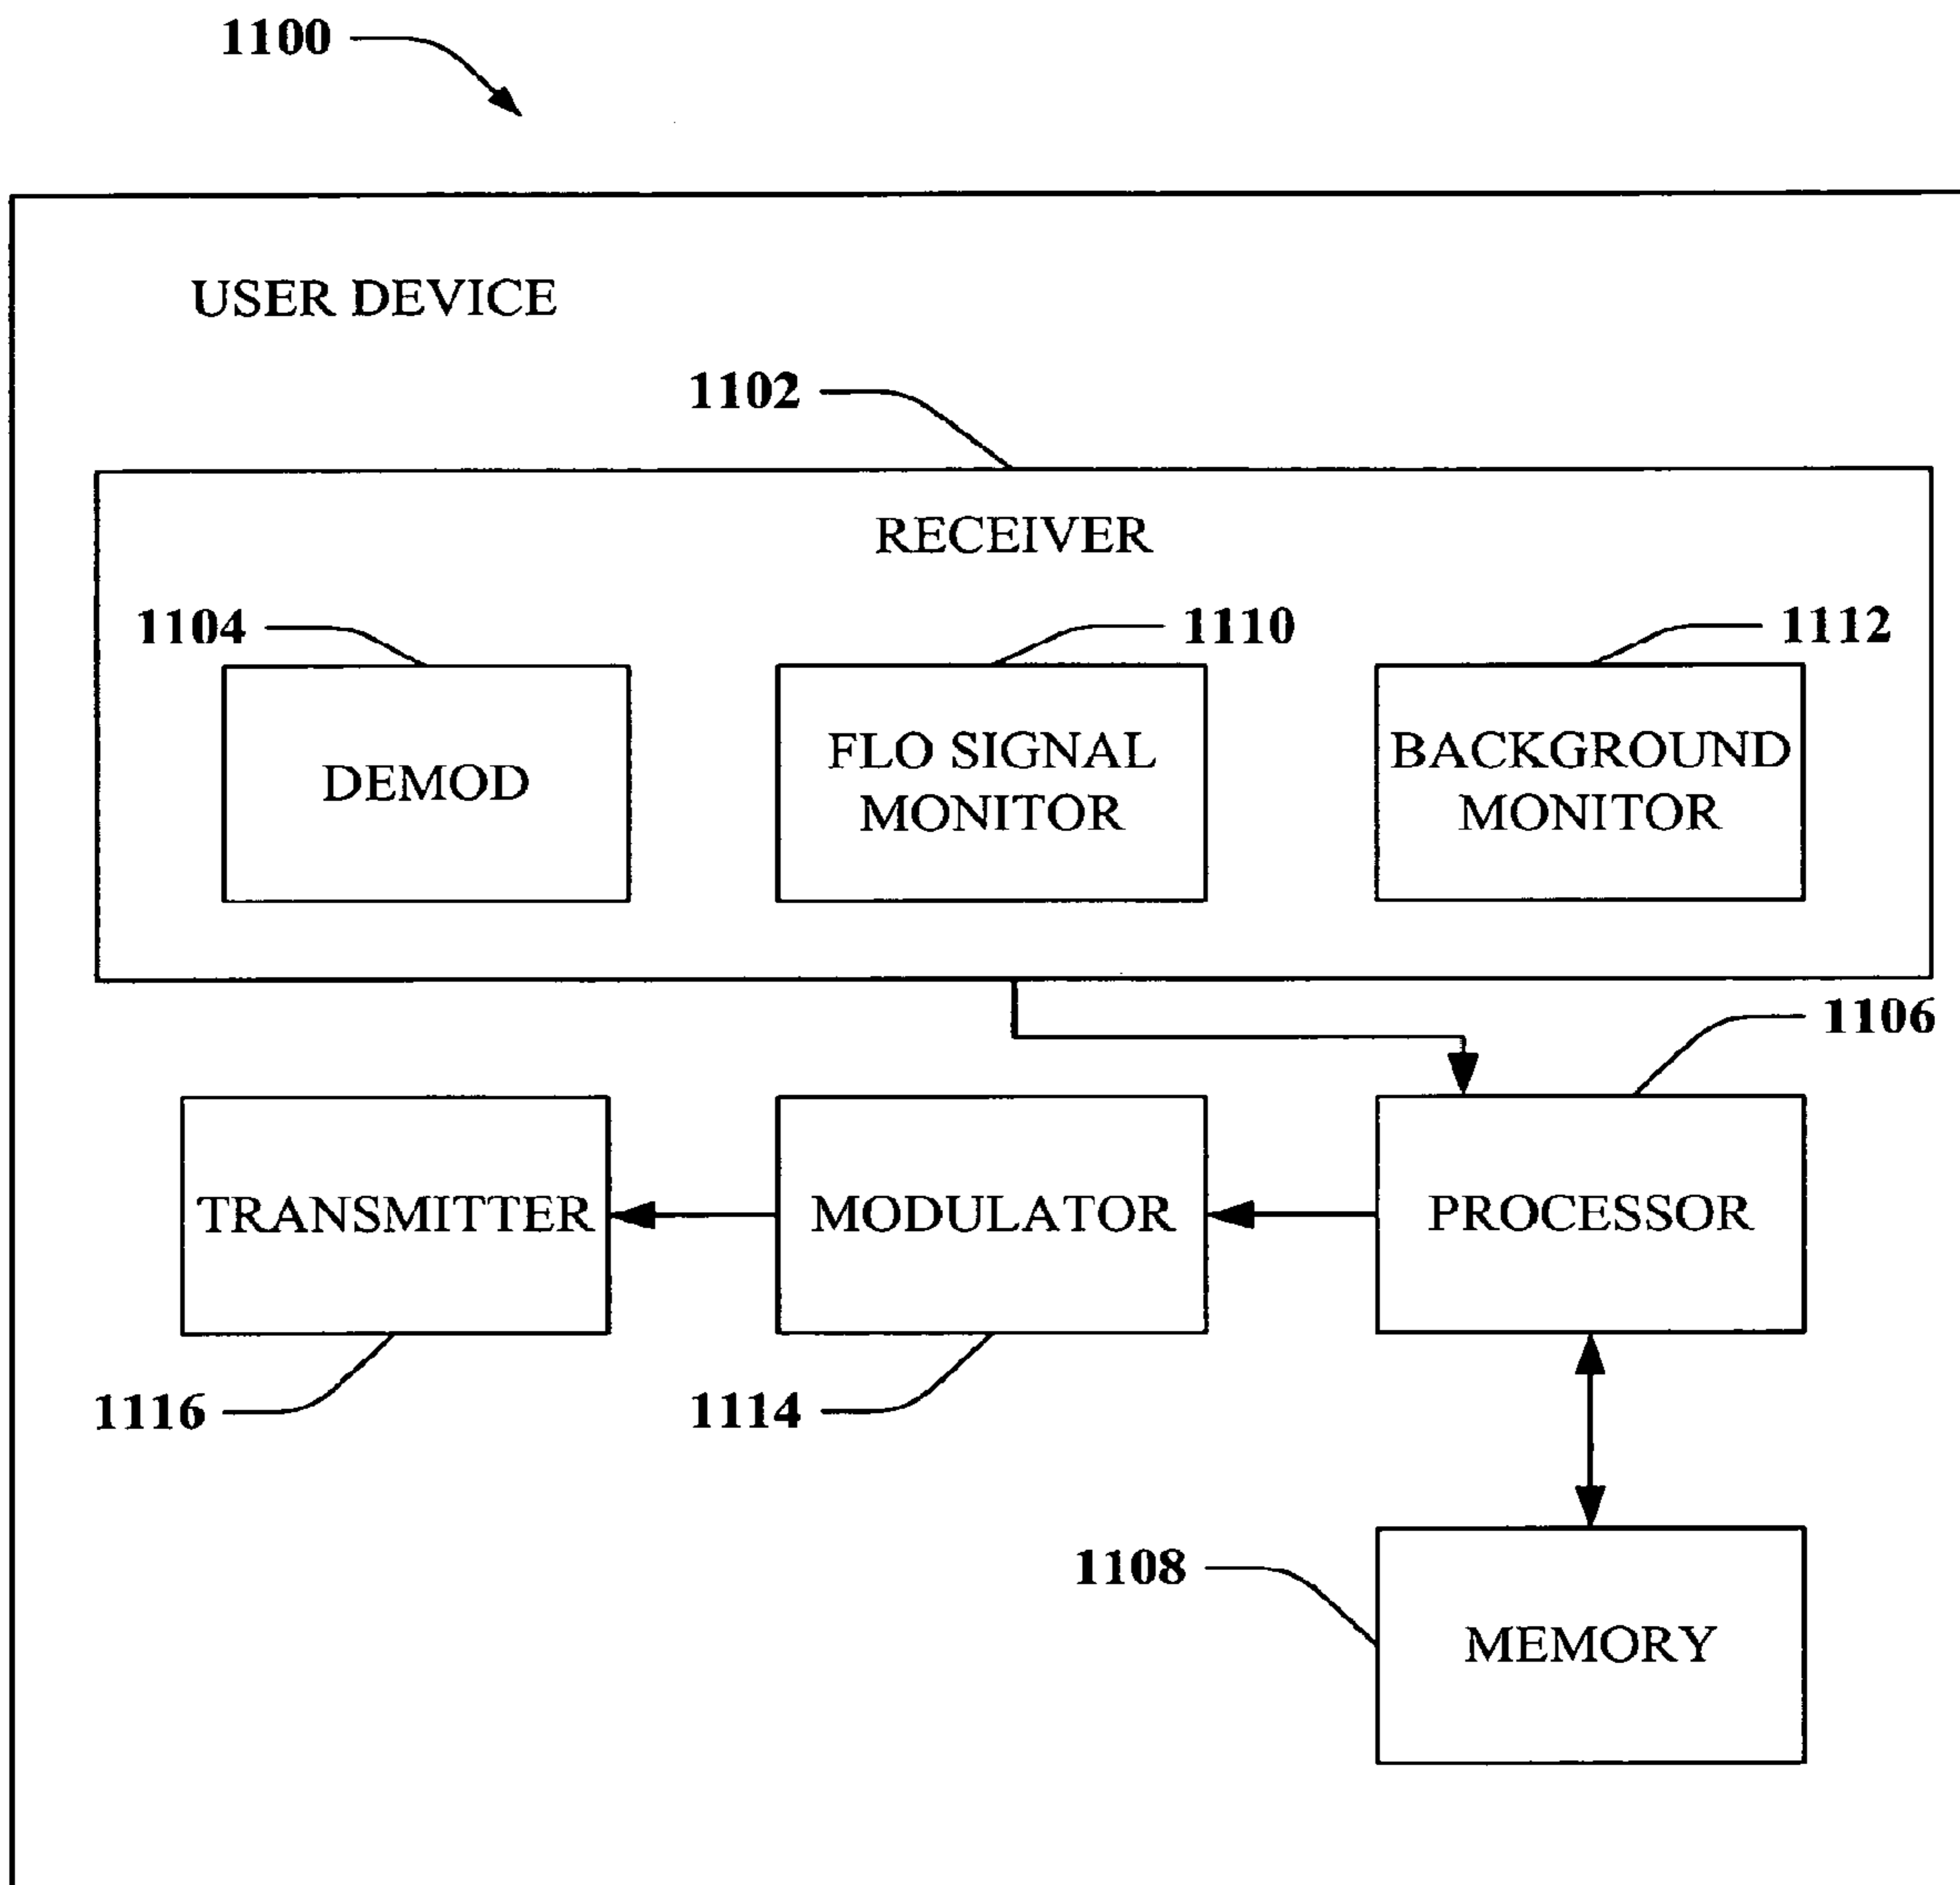 1100
USER DEVICE
1102
RECEIVER
1104
1110
1112
DEMOD
FLO SIGNAL
MONITOR
BACKGROUND
MONITOR
1106
TRANSMITTER
MODULATOR
PROCESSOR
1116
1114
1108
MEMORY